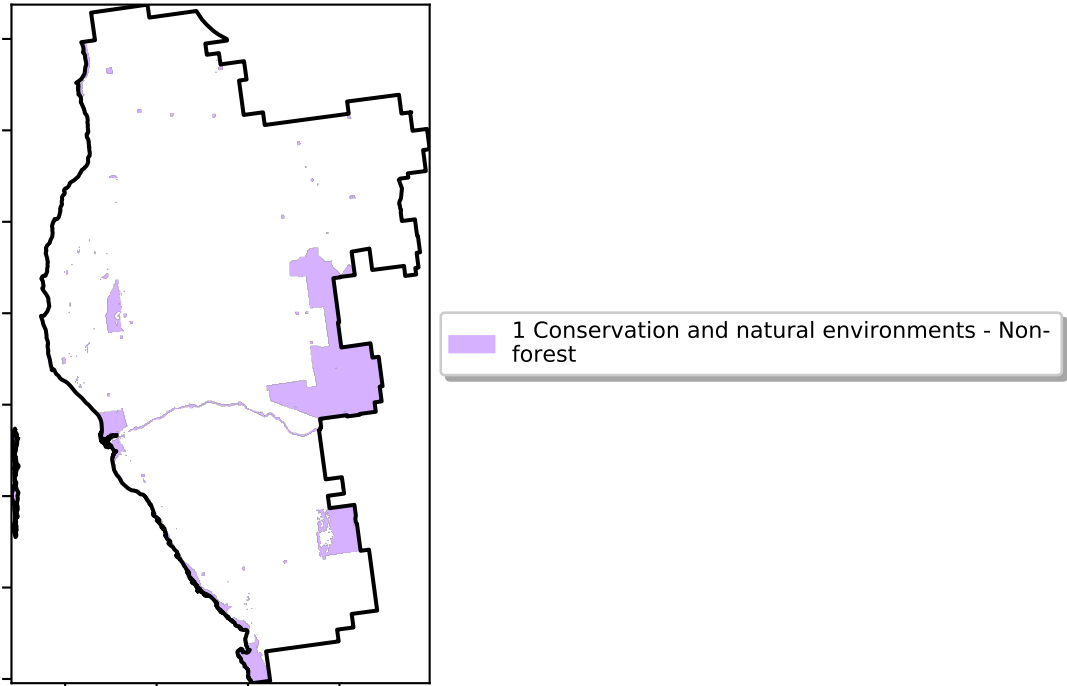 1 Conservation and natural environments - Non-
forest